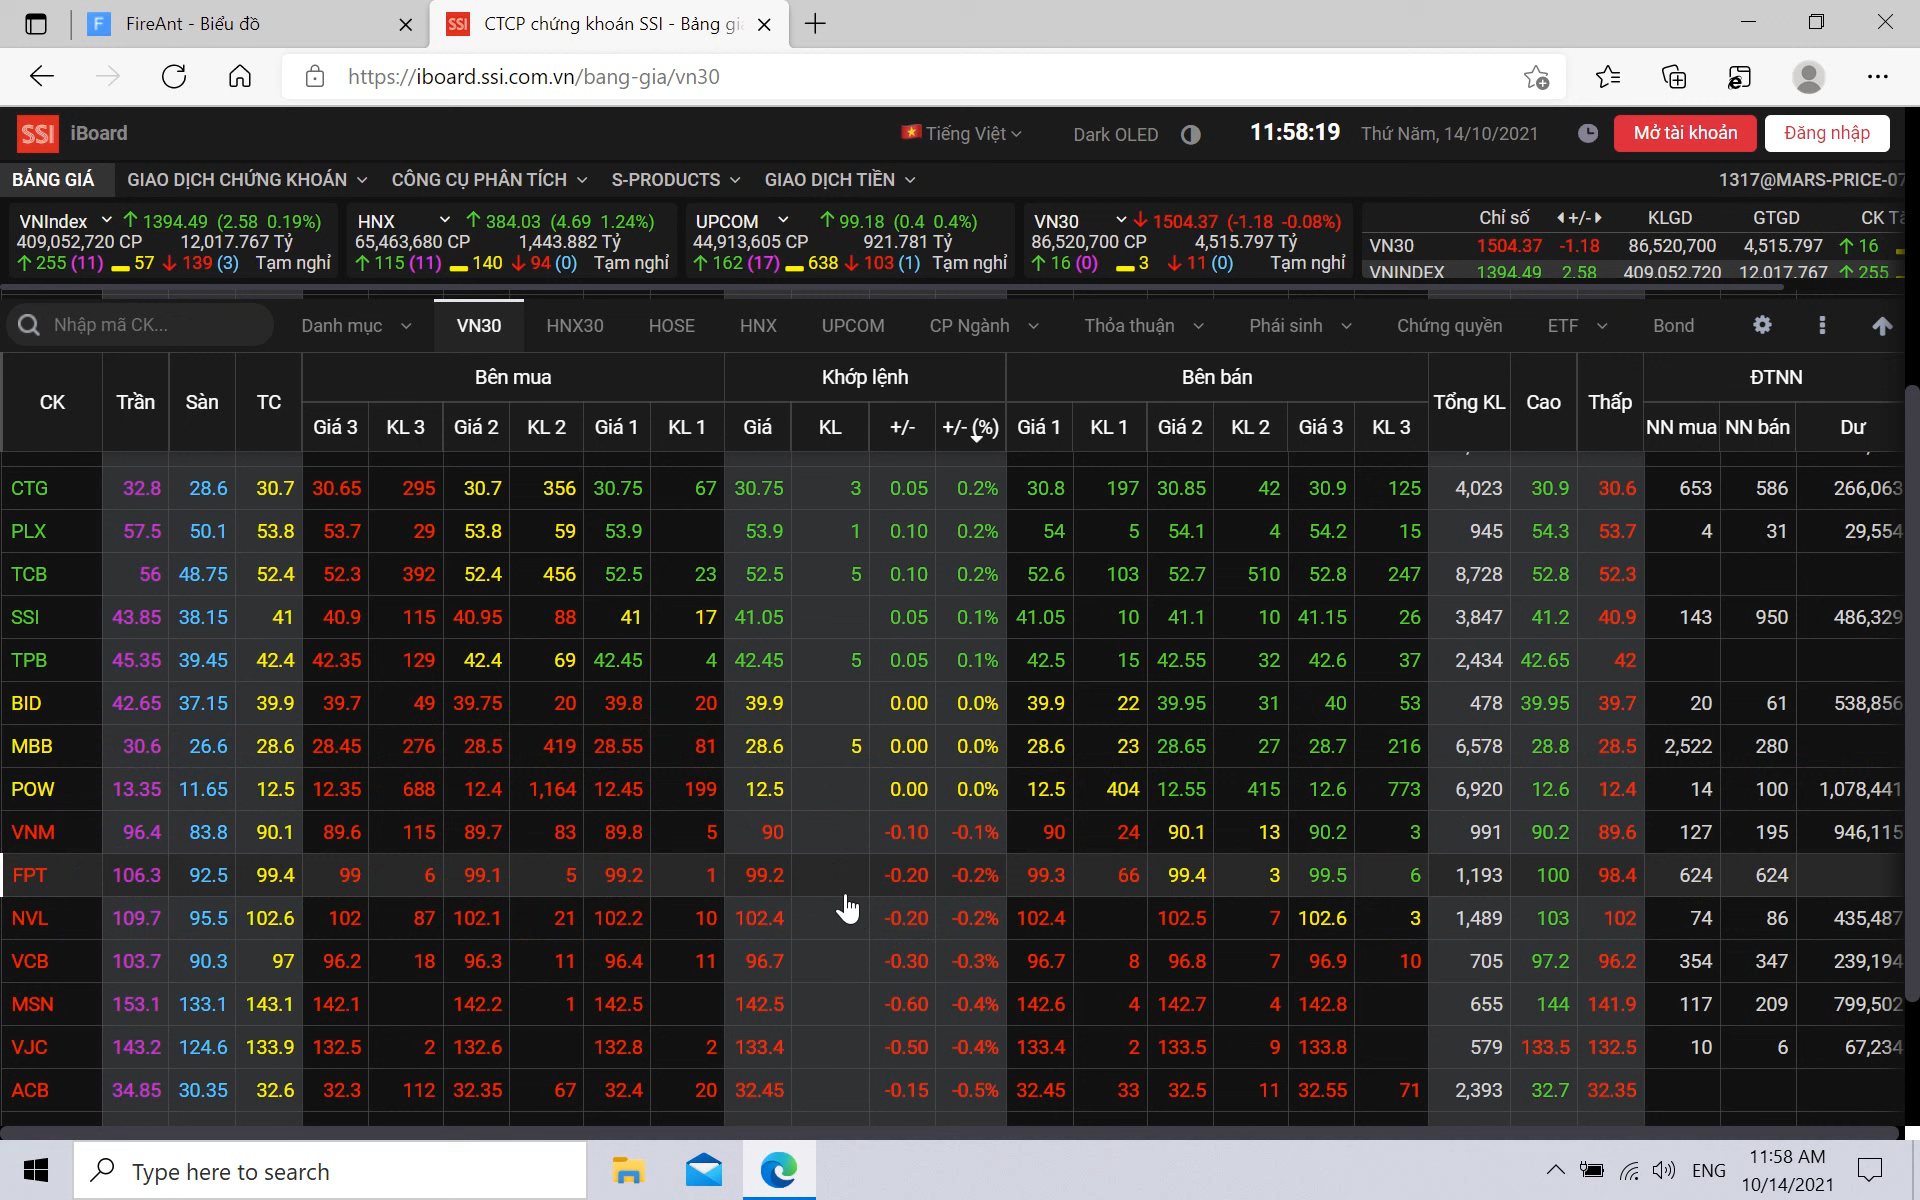 FireAnt - Biểu đồ
SSI CTCP chứng khoán SSI - Bảng gi
https://iboard.ssi.com.vn/bang-gia/vn30
SSI iBoard Tiếng Việt Dark OLED 11:58:19 Thứ Năm, 14/10/2021 Mở tài khoản Đăng nhập
BẢNG GIÁ GIAO DỊCH CHỨNG KHOÁN CÔNG CỤ PHÂN TÍCH S-PRODUCTS GIAO DỊCH TIỀN 1317@MARS-PRICE-07
VNIndex 1394.49 (2.58 0.19%) HNX 384.03 (4.69 1.24%) UPCOM 99.18 (0.4 0.4%) VN30 1504.37 (-1.18 -0.08%) Chỉ số +/- KLGD GTGD CK
409,052,720 CP 12,017.767 Tỷ 65,463,680 CP 1,443.882 Tỷ 44,913,605 CP 921.781 Tỷ 86,520,700 CP 4,515.797 Tỷ VN30 1504.37 -1.18 86,520,700 4,515.797 16
255 (11) 57 139 (3) Tạm nghỉ 115 (11) 140 94 (0) Tạm nghỉ 162 (17) 638 103 (1) Tạm nghỉ 16 (0) 3 11 (0) Tạm nghỉ VNINDEX 1394.49 2.58 409,052,720 12,017.767 255
Nhập mã CK... Danh mục VN30 HNX30 HOSE HNX UPCOM CP Ngành Thỏa thuận Phái sinh Chứng quyền ETF Bond
CK Trần Sàn TC Bên mua Khớp lệnh Bên bán Tổng KL Cao Thấp ĐTNN
Giá 3 KL 3 Giá 2 KL 2 Giá 1 KL 1 Giá KL +/- +/- (%) Giá 1 KL 1 Giá 2 KL 2 Giá 3 KL 3 NN mua NN bán Dư
CTG 32.8 28.6 30.7 30.65 295 30.7 356 30.75 67 30.75 3 0.05 0.2% 30.8 197 30.85 42 30.9 125 4,023 30.9 30.6 653 586 266,063
PLX 57.5 50.1 53.8 53.7 29 53.8 59 53.9 53.9 1 0.10 0.2% 54 5 54.1 4 54.2 15 945 54.3 53.7 4 31 29,554
TCB 56 48.75 52.4 52.3 392 52.4 456 52.5 23 52.5 5 0.10 0.2% 52.6 103 52.7 510 52.8 247 8,728 52.8 52.3
SSI 43.85 38.15 41 40.9 115 40.95 88 41 17 41.05 0.05 0.1% 41.05 10 41.1 10 41.15 26 3,847 41.2 40.9 143 950 486,329
TPB 45.35 39.45 42.4 42.35 129 42.4 69 42.45 4 42.45 5 0.05 0.1% 42.5 15 42.55 32 42.6 37 2,434 42.65 42
BID 42.65 37.15 39.9 39.7 49 39.75 20 39.8 20 39.9 0.00 0.0% 39.9 22 39.95 31 40 53 478 39.95 39.7 20 61 538,856
MBB 30.6 26.6 28.6 28.45 276 28.5 419 28.55 81 28.6 5 0.00 0.0% 28.6 23 28.65 27 28.7 216 6,578 28.8 28.5 2,522 280
POW 13.35 11.65 12.5 12.35 688 12.4 1,164 12.45 199 12.5 0.00 0.0% 12.5 404 12.55 415 12.6 773 6,920 12.6 12.4 14 100 1,078,441
VNM 96.4 83.8 90.1 89.6 115 89.7 83 89.8 5 90 -0.10 -0.1% 90 24 90.1 13 90.2 3 991 90.2 89.6 127 195 946,115
FPT 106.3 92.5 99.4 99 6 99.1 5 99.2 1 99.2 -0.20 -0.2% 99.3 66 99.4 3 99.5 6 1,193 100 98.4 624 624
NVL 109.7 95.5 102.6 102 87 102.1 21 102.2 10 102.4 -0.20 -0.2% 102.4 102.5 7 102.6 3 1,489 103 102 74 86 435,487
VCB 103.7 90.3 97 96.2 18 96.3 11 96.4 11 96.7 -0.30 -0.3% 96.7 8 96.8 7 96.9 10 705 97.2 96.2 354 347 239,194
MSN 153.1 133.1 143.1 142.1 142.2 1 142.5 142.5 -0.60 -0.4% 142.6 4 142.7 4 142.8 655 144 141.9 117 209 799,502
VJC 143.2 124.6 133.9 132.5 2 132.6 132.8 2 133.4 -0.50 -0.4% 133.4 2 133.5 9 133.8 579 133.5 132.5 10 6 67,234
ACB 34.85 30.35 32.6 32.3 112 32.35 67 32.4 20 32.45 -0.15 -0.5% 32.45 33 32.5 11 32.55 71 2,393 32.7 32.35
Type here to search ENG 11:58 AM
10/14/2021